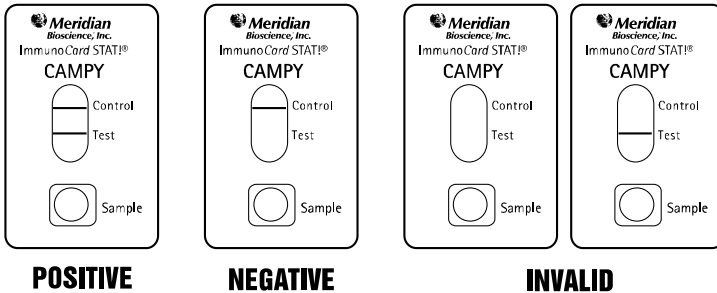 Meridian
Bioscience, Inc.
ImmunoCard STAT!®
CAMPY
Control
Test
Sample
POSITIVE
Meridian
Bioscience, Inc.
ImmunoCard STAT!®
CAMPY
Control
Test
Sample
NEGATIVE
Meridian
Bioscience, Inc.
ImmunoCard STAT!®
CAMPY
Control
Test
Sample
Meridian
Bioscience, Inc.
ImmunoCard STAT!®
CAMPY
Control
Test
Sample
INVALID